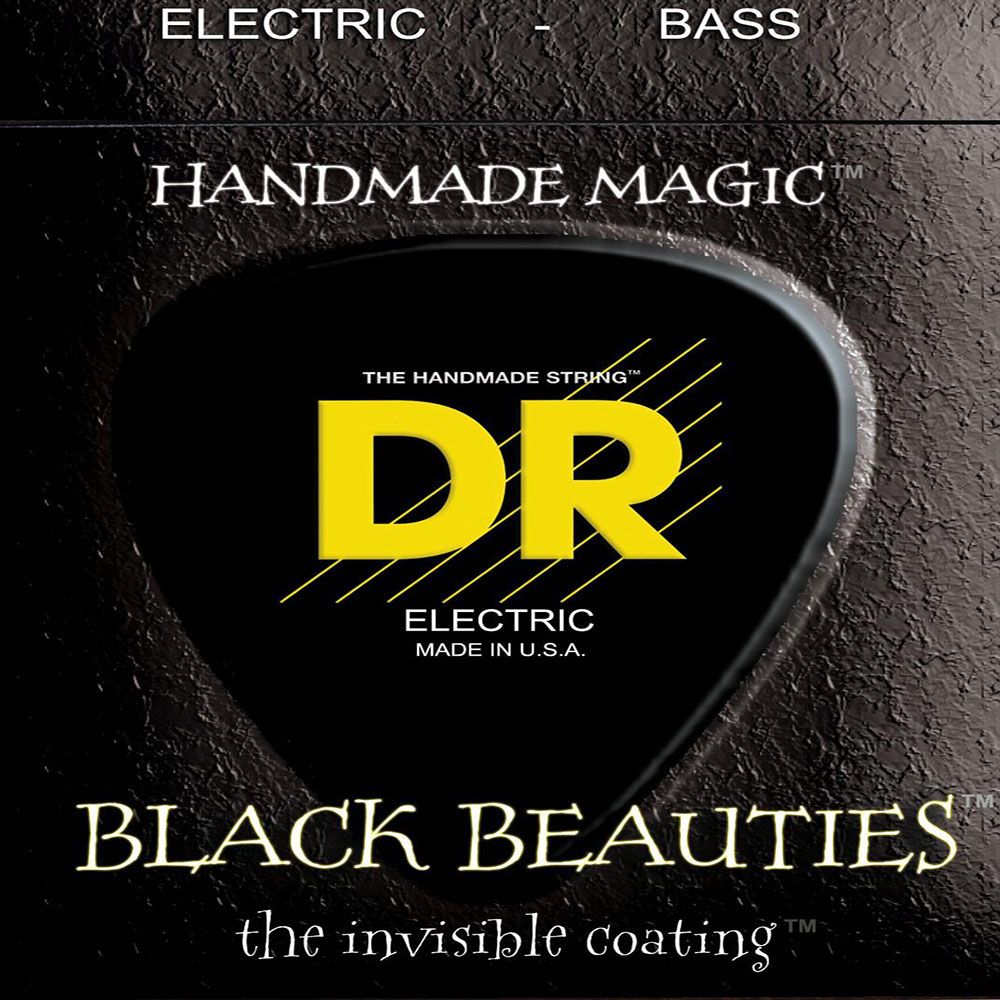 ELECTRIC - BASS
HANDMADE MAGIC™
THE HANDMADE STRING™
DR
ELECTRIC
MADE IN U.S.A.
BLACK BEAUTIES™
the invisible coating™